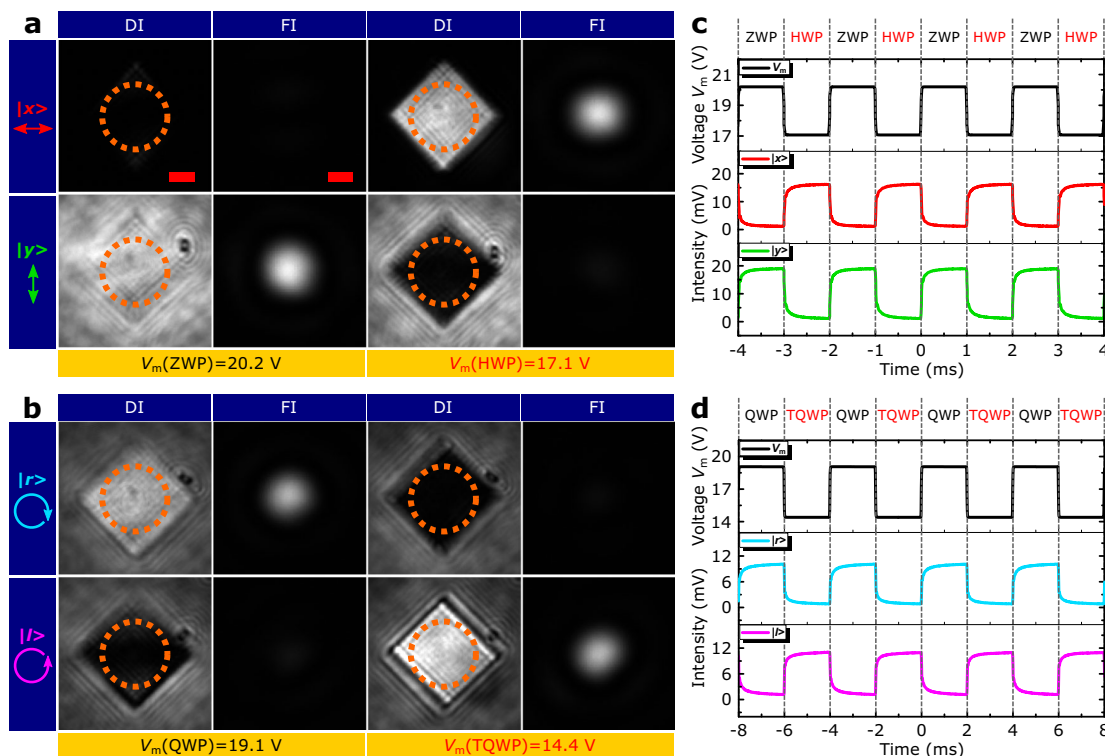 a
DI FI DI FI
|x>
|y>
Vm(ZWP)=20.2 V Vm(HWP)=17.1 V
b
DI FI DI FI
|r>
|l>
Vm(QWP)=19.1 V Vm(TQWP)=14.4 V
c
ZWP HWP ZWP HWP ZWP HWP ZWP HWP
Voltage Vm (V)
21
19
17
Vm
Intensity (mV)
20
10
0
|x>
20
10
0
|y>
-4 -3 -2 -1 0 1 2 3 4
Time (ms)
d
QWP TQWP QWP TQWP QWP TQWP QWP TQWP
Voltage Vm (V)
19
14
Vm
Intensity (mV)
12
6
0
|r>
12
6
0
|l>
-8 -6 -4 -2 0 2 4 6 8
Time (ms)